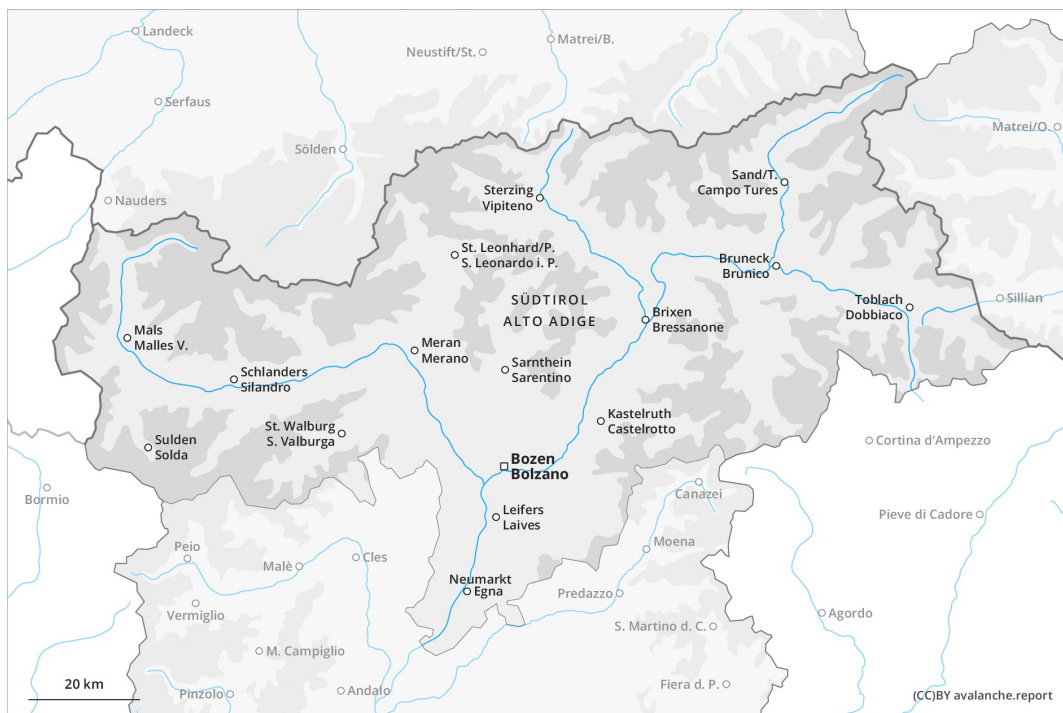 Landeck
Neustift/St.
Matrei/B.
Serfaus
Matrei/O.
Sölden
Sand/T.
Campo Tures
Sterzing
Vipiteno
Nauders
St. Leonhard/P.
S. Leonardo i. P.
Bruneck
Brunico
SÜDTIROL
ALTO ADIGE
Toblach
Dobbiaco
Sillian
Brixen
Bressanone
Mals
Malles V.
Meran
Merano
Sarnthein
Sarentino
Schlanders
Silandro
Kastelruth
Castelrotto
St. Walburg
S. Valburga
Sulden
Solda
Cortina d'Ampezzo
Bozen
Bolzano
Bormio
Canazei
Leifers
Laives
Pieve di Cadore
Peio
Moena
Cles
Malè
Neumarkt
Egna
Predazzo
Vermiglio
Agordo
S. Martino d. C.
M. Campiglio
20 km
Pinzolo
Andalo
Fiera d. P.
(CC)BY avalanche.report